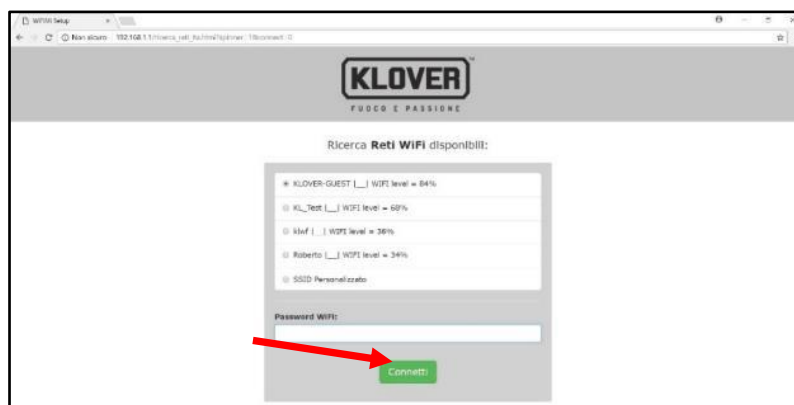 WiFiWi Setup
Non sicuro 192.168.1.1/ricerca_reti_
KLOVER
FUOCO E PASSIONE
Ricerca Reti WiFi disponibili:
KLOVER-GUEST |__| WIFI level = 84%
KL_Test |__| WIFI level = 68%
klwf |__| WIFI level = 36%
Roberto |__| WIFI level = 34%
SSID Personalizzato
Password WiFi:
Connetti